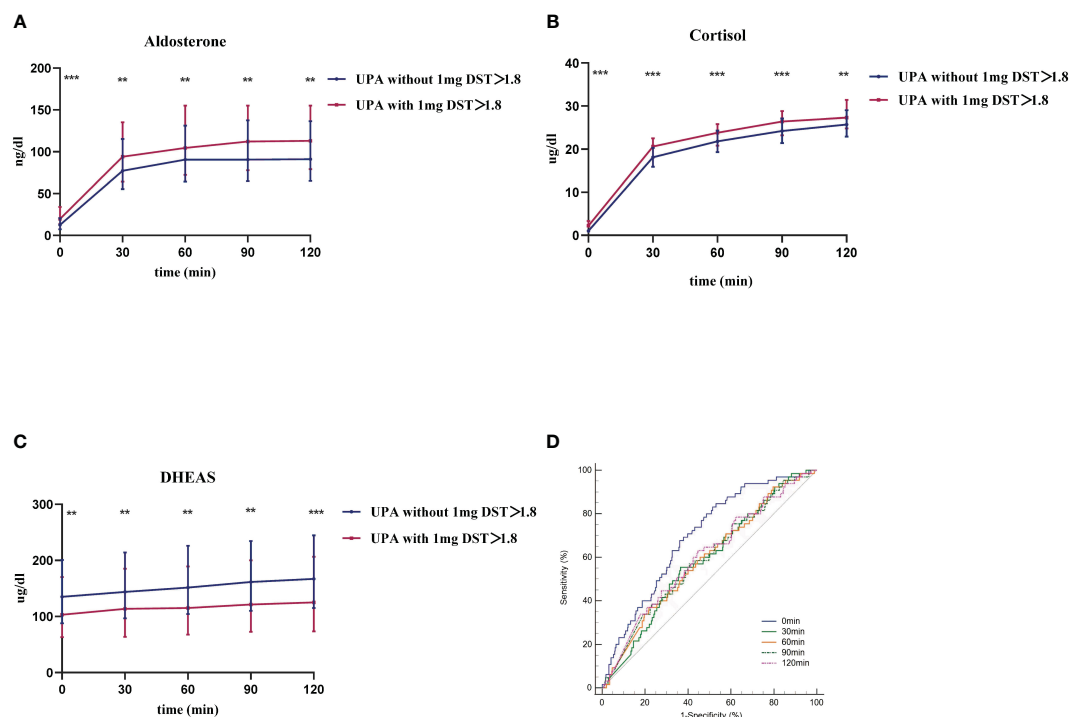 A
Aldosterone
200
150
100
50
0
ng/dl
*** ** ** ** **
0 30 60 90 120
time (min)
UPA without 1mg DST>1.8
UPA with 1mg DST>1.8
B
Cortisol
40
30
20
10
0
ug/dl
*** *** *** *** **
0 30 60 90 120
time (min)
UPA without 1mg DST>1.8
UPA with 1mg DST>1.8
C
DHEAS
300
200
100
0
ug/dl
** ** ** ** ***
0 30 60 90 120
time (min)
UPA without 1mg DST>1.8
UPA with 1mg DST>1.8
D
100
80
60
40
20
0
Sensitivity (%)
0min
30min
60min
90min
120min
0 20 40 60 80 100
1-Specificity (%)